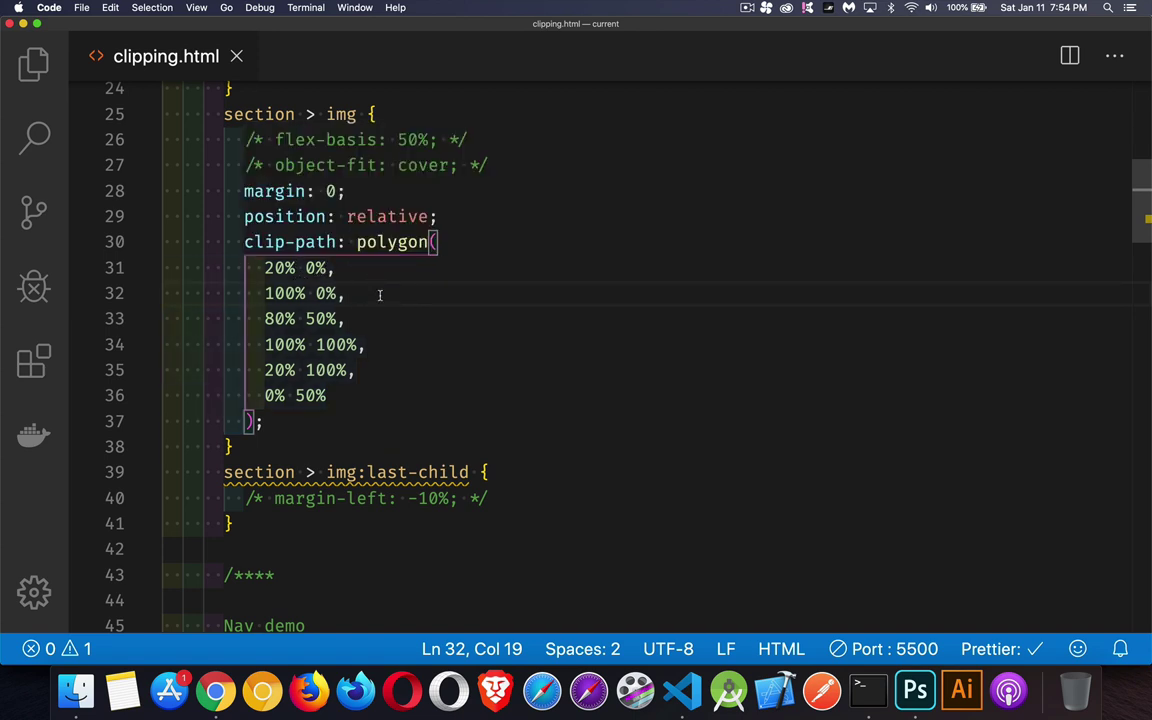 Code File Edit Selection View Go Debug Terminal Window Help 100% Sat Jan 11 7:54 PM
clipping.html — current
<> clipping.html
24 }
25 section > img {
26 /* flex-basis: 50%; */
27 /* object-fit: cover; */
28 margin: 0;
29 position: relative;
30 clip-path: polygon(
31 20% 0%,
32 100% 0%,
33 80% 50%,
34 100% 100%,
35 20% 100%,
36 0% 50%
37 );
38 }
39 section > img:last-child {
40 /* margin-left: -10%; */
41 }
42
43 /****
44
45 Nav demo
0 1 Ln 32, Col 19 Spaces: 2 UTF-8 LF HTML Port : 5500 Prettier: ✓
1 >_ Ps Ai